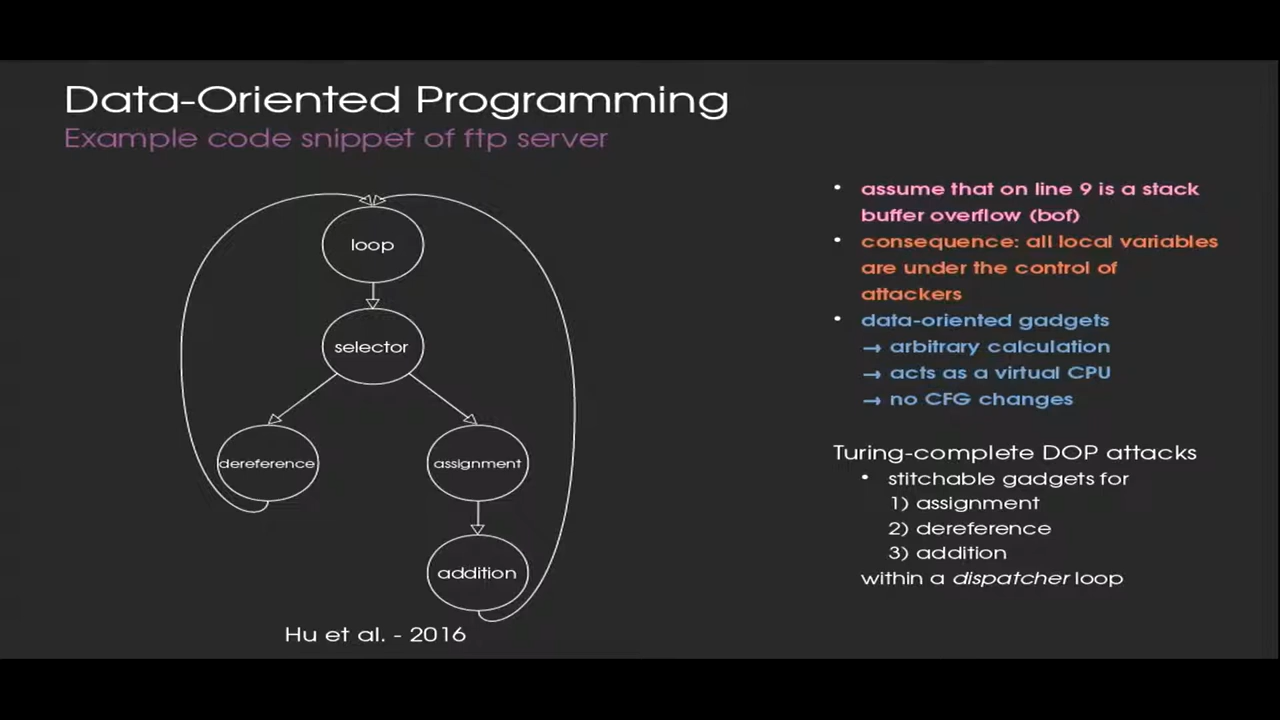 Data-Oriented Programming
Example code snippet of ftp server
loop
selector
dereference
assignment
addition
Hu et al. - 2016
• assume that on line 9 is a stack
buffer overflow (bof)
• consequence: all local variables
are under the control of
attackers
• data-oriented gadgets
→ arbitrary calculation
→ acts as a virtual CPU
→ no CFG changes
Turing-complete DOP attacks
• stitchable gadgets for
1) assignment
2) dereference
3) addition
within a dispatcher loop